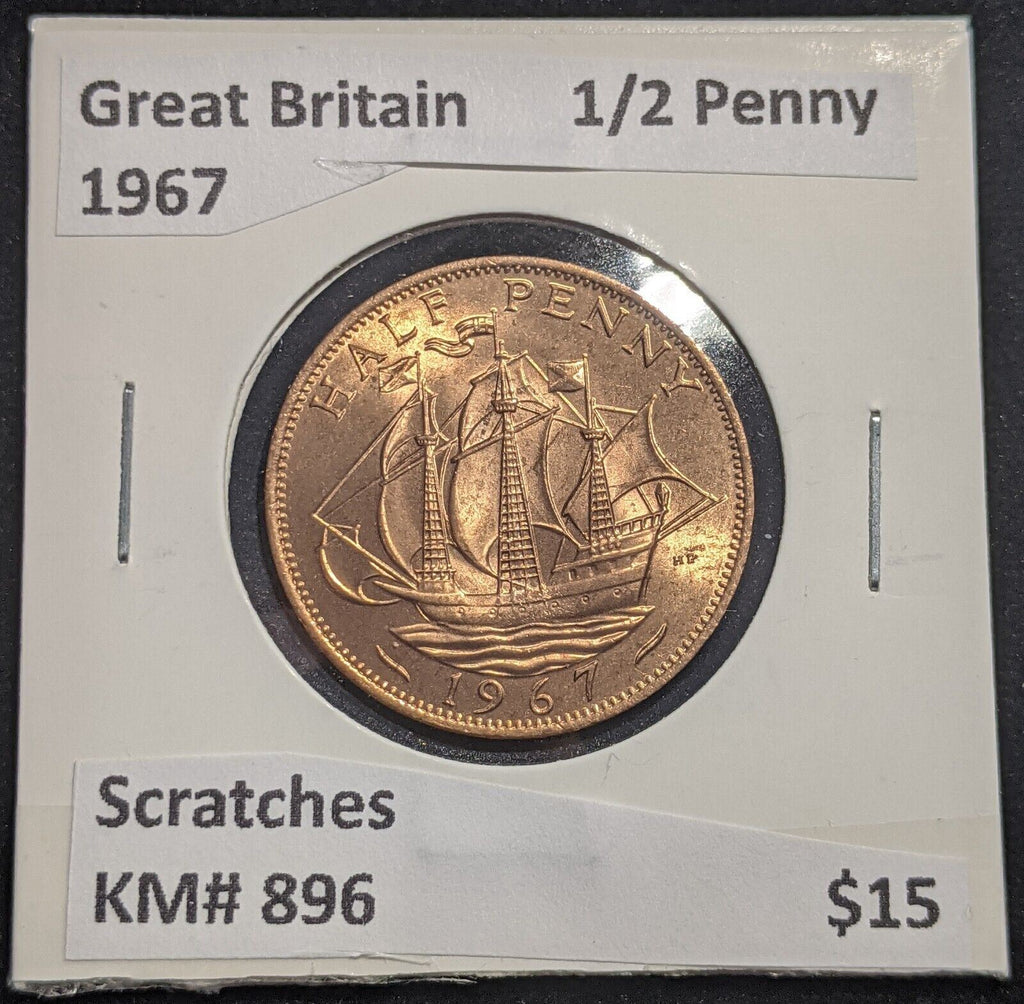 Great Britain 1/2 Penny
1967
HALF PENNY
HP
1967
Scratches
KM# 896 $15